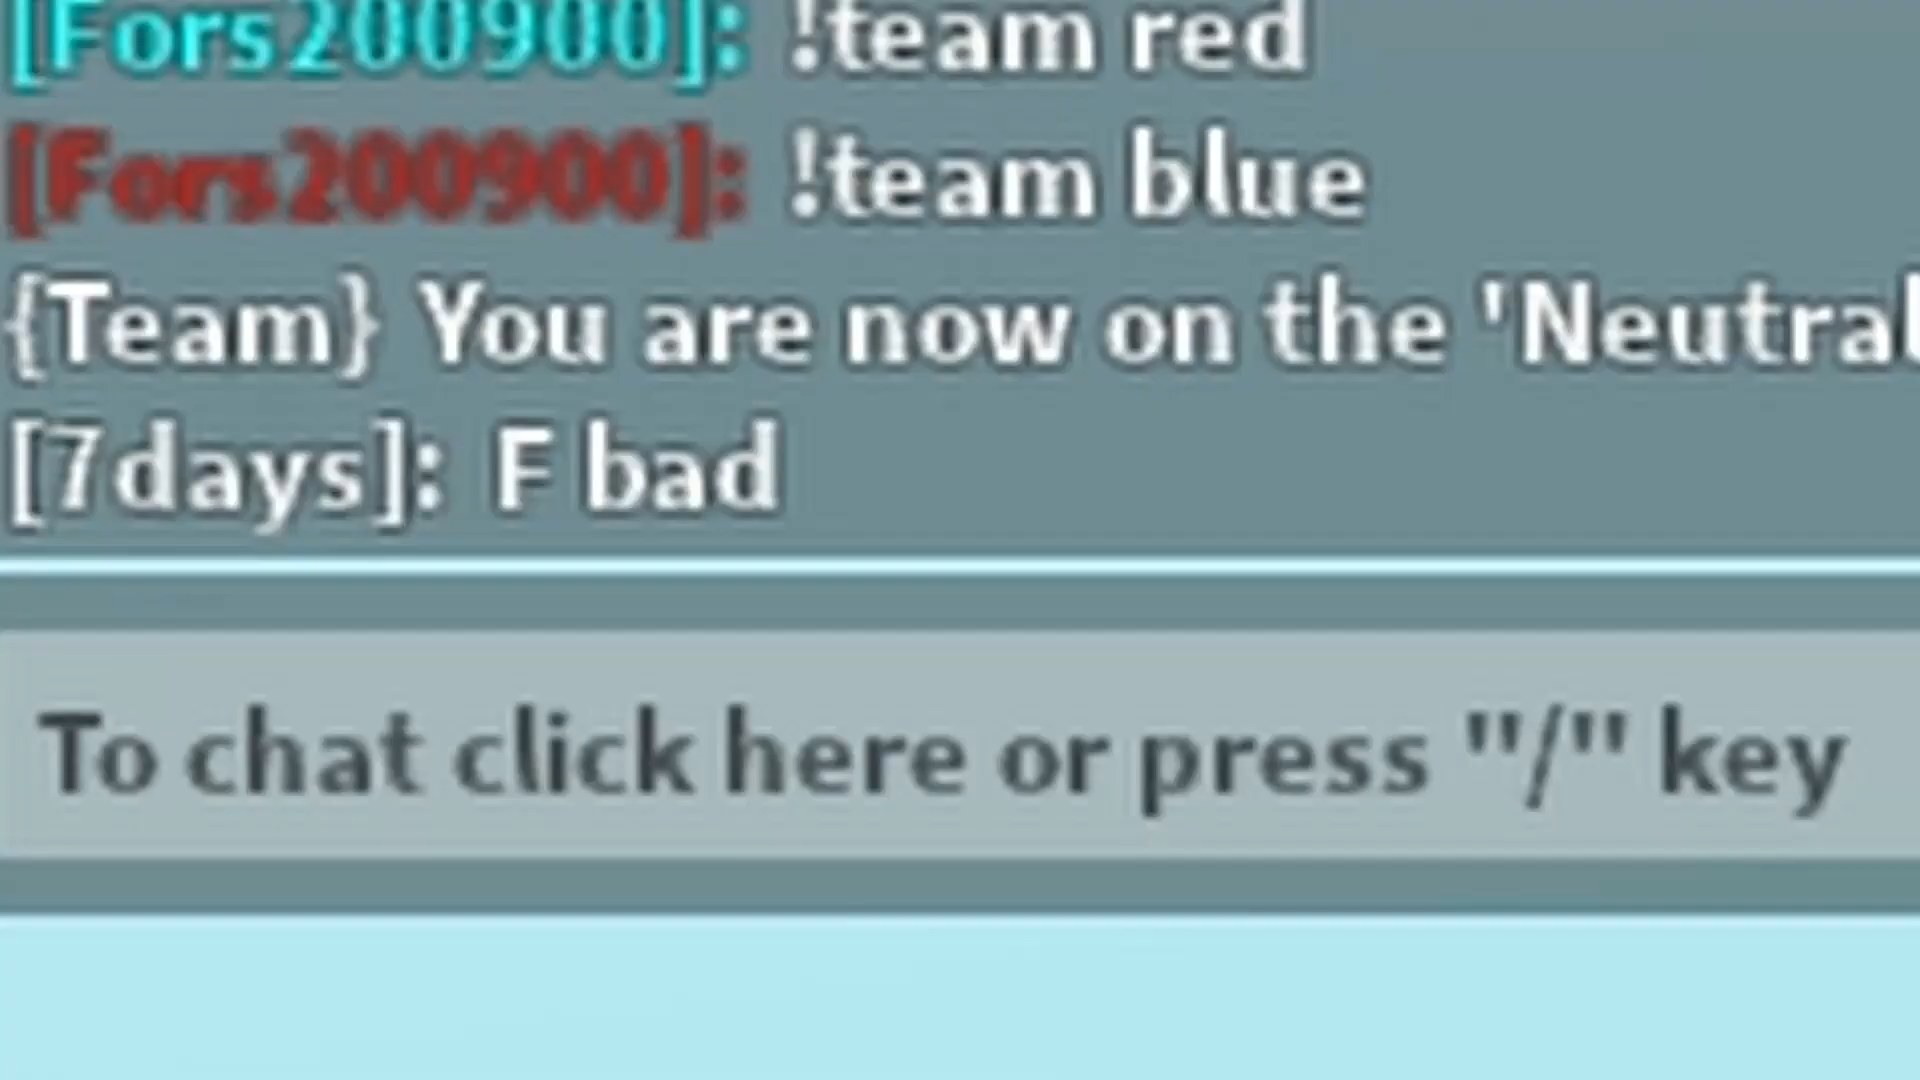 [Fors200900]: !team red
[Fors200900]: !team blue
{Team} You are now on the 'Neutral
[7days]: F bad
To chat click here or press "/" key